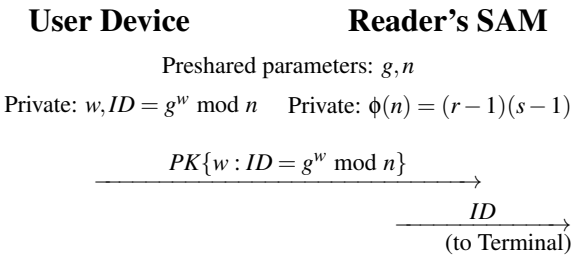 User Device Reader's SAM
Preshared parameters: g,n
Private: w,ID = g^w mod n Private: ϕ(n) = (r−1)(s−1)
PK{w : ID = g^w mod n}
ID
(to Terminal)